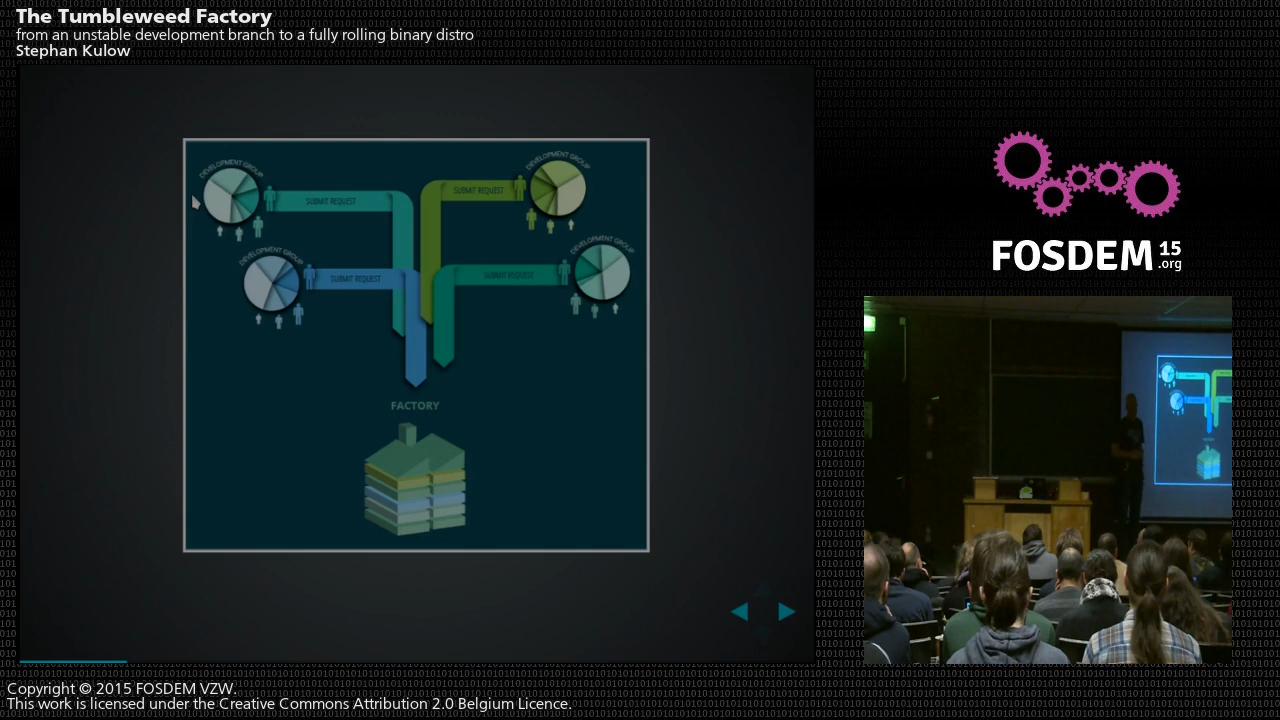 The Tumbleweed Factory
from an unstable development branch to a fully rolling binary distro
Stephan Kulow
DEVELOPMENT GROUP
DEVELOPMENT GROUP
SUBMIT REQUEST
SUBMIT REQUEST
DEVELOPMENT GROUP
DEVELOPMENT GROUP
SUBMIT REQUEST
SUBMIT REQUEST
FACTORY
FOSDEM 15
.org
Copyright © 2015 FOSDEM VZW.
This work is licensed under the Creative Commons Attribution 2.0 Belgium Licence.